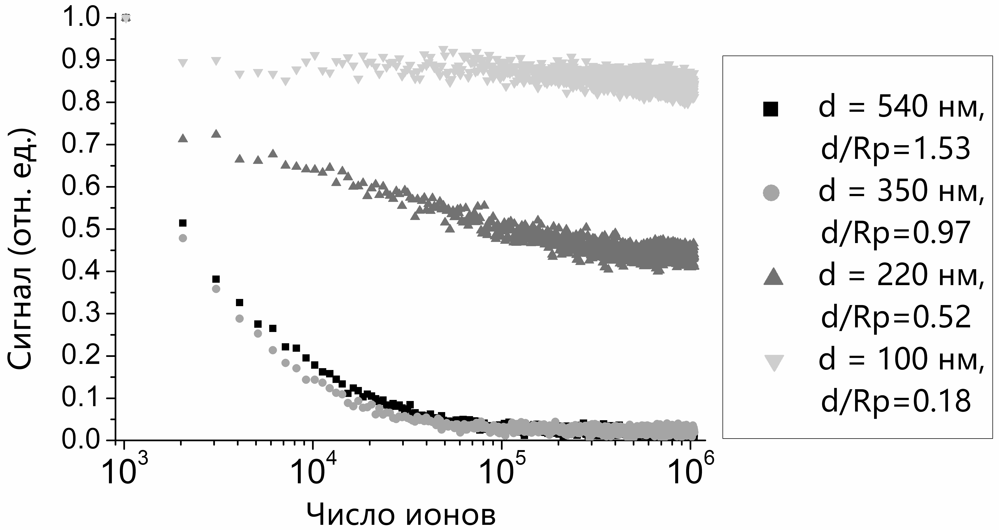 Сигнал (отн. ед.)
1.0
0.9
0.8
0.7
0.6
0.5
0.4
0.3
0.2
0.1
0.0
10³
10⁴
10⁵
10⁶
Число ионов
d = 540 нм,
d/Rp=1.53
d = 350 нм,
d/Rp=0.97
d = 220 нм,
d/Rp=0.52
d = 100 нм,
d/Rp=0.18